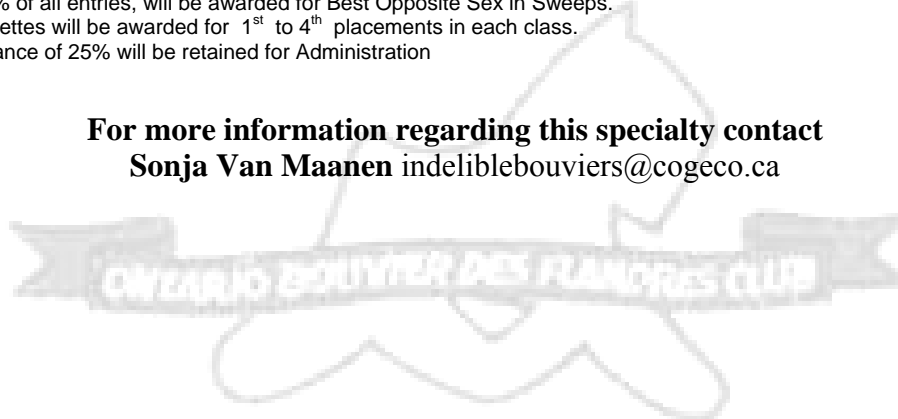 % of all entries, will be awarded for Best Opposite Sex in Sweeps.
ettes will be awarded for 1st to 4th placements in each class.
ance of 25% will be retained for Administration
For more information regarding this specialty contact
Sonja Van Maanen indeliblebouviers@cogeco.ca
ONTARIO BOUVIER DES FLANDRES CLUB